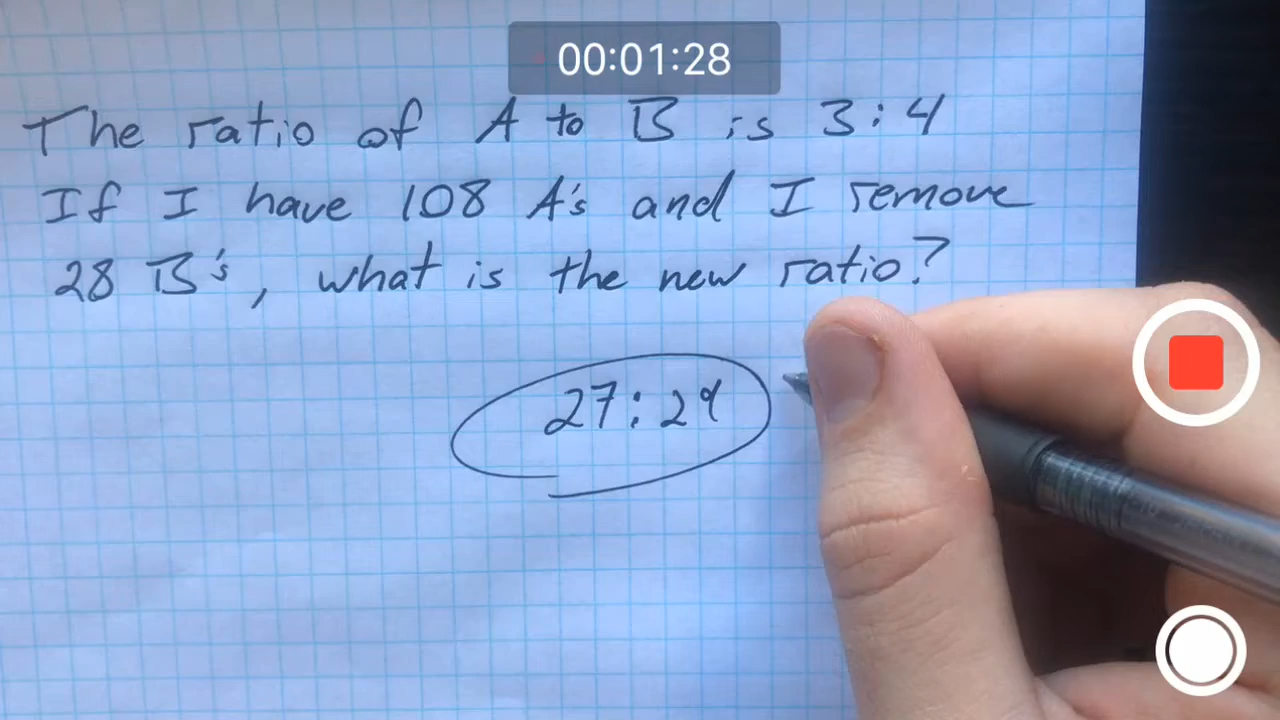 00:01:28
The ratio of A to B is 3:4
If I have 108 A's and I remove
28 B's, what is the new ratio?
27:29